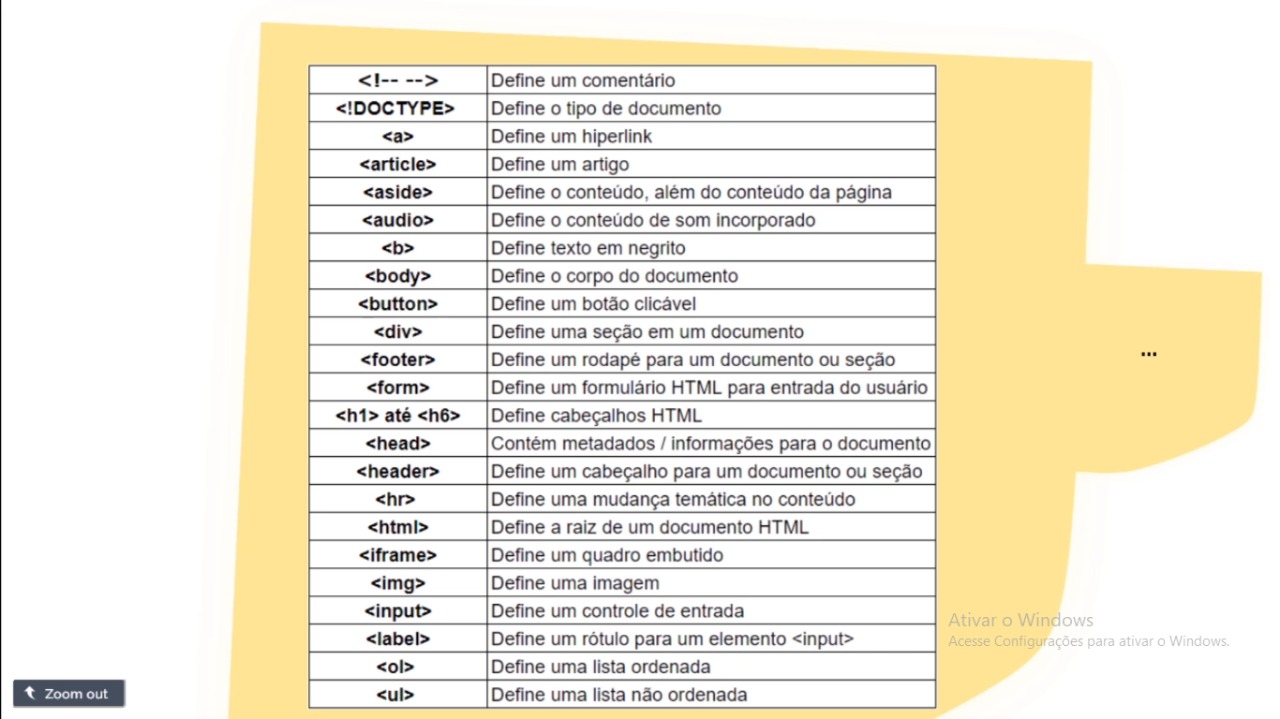 <!-- --> Define um comentário
<!DOCTYPE> Define o tipo de documento
<a> Define um hiperlink
<article> Define um artigo
<aside> Define o conteúdo, além do conteúdo da página
<audio> Define o conteúdo de som incorporado
<b> Define texto em negrito
<body> Define o corpo do documento
<button> Define um botão clicável
<div> Define uma seção em um documento
<footer> Define um rodapé para um documento ou seção
<form> Define um formulário HTML para entrada do usuário
<h1> até <h6> Define cabeçalhos HTML
<head> Contém metadados / informações para o documento
<header> Define um cabeçalho para um documento ou seção
<hr> Define uma mudança temática no conteúdo
<html> Define a raiz de um documento HTML
<iframe> Define um quadro embutido
<img> Define uma imagem
<input> Define um controle de entrada
<label> Define um rótulo para um elemento <input>
<ol> Define uma lista ordenada
<ul> Define uma lista não ordenada
...
Ativar o Windows
Acesse Configurações para ativar o Windows.
Zoom out